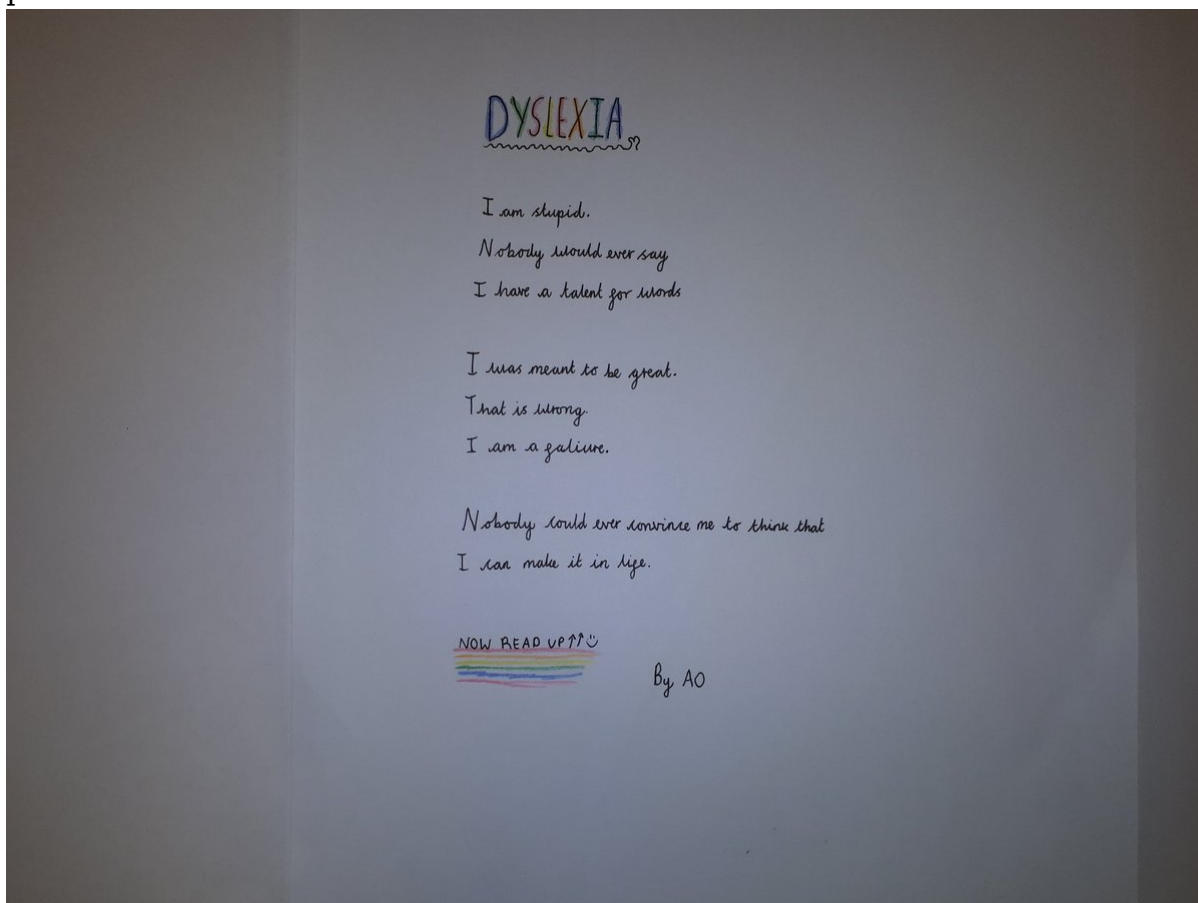 DYSLEXIA
I am stupid.
Nobody would ever say
I have a talent for words
I was meant to be great.
That is wrong.
I am a faliure.
Nobody could ever convince me to think that
I can make it in life.
NOW READ UP ↑↑ :)
By AO